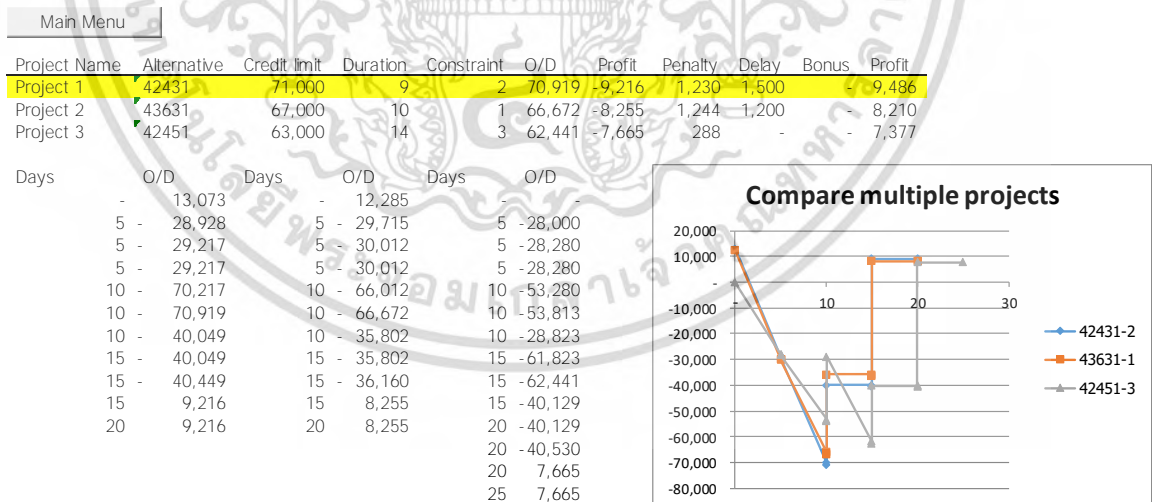 Main Menu
Project Name Alternative Credit limit Duration Constraint O/D Profit Penalty Delay Bonus Profit
Project 1 42431 71,000 9 2 70,919 -9,216 1,230 1,500 - 9,486
Project 2 43631 67,000 10 1 66,672 -8,255 1,244 1,200 - 8,210
Project 3 42451 63,000 14 3 62,441 -7,665 288 - - 7,377
Days O/D Days O/D Days O/D
- 13,073 - 12,285 - -
5 - 28,928 5 - 29,715 5 -28,000
5 - 29,217 5 - 30,012 5 -28,280
5 - 29,217 5 - 30,012 5 -28,280
10 - 70,217 10 - 66,012 10 -53,280
10 - 70,919 10 - 66,672 10 -53,813
10 - 40,049 10 - 35,802 10 -28,823
15 - 40,049 15 - 35,802 15 -61,823
15 - 40,449 15 - 36,160 15 -62,441
15 9,216 15 8,255 15 -40,129
20 9,216 20 8,255 20 -40,129
20 -40,530
20 7,665
25 7,665
Compare multiple projects
20,000
10,000
-
-10,000
-20,000
-30,000
-40,000
-50,000
-60,000
-70,000
-80,000
- 10 20 30
42431-2
43631-1
42451-3